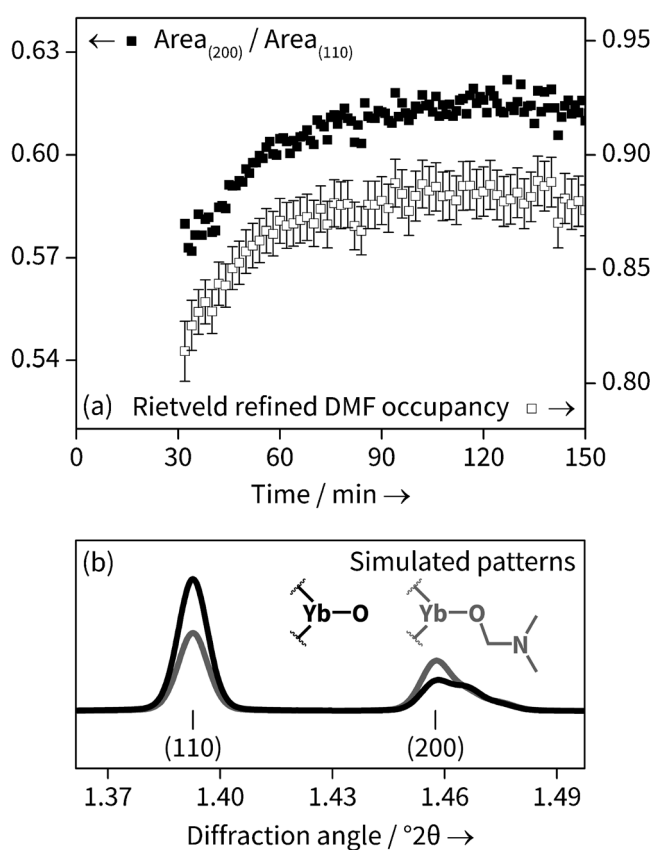 ← ■ Area(200) / Area(110)
0.63
0.60
0.57
0.54
0.95
0.90
0.85
0.80
(a) Rietveld refined DMF occupancy □ →
0 30 60 90 120 150
Time / min →
(b) Simulated patterns
Yb O
Yb O
N
(110) (200)
1.37 1.40 1.43 1.46 1.49
Diffraction angle / °2θ →